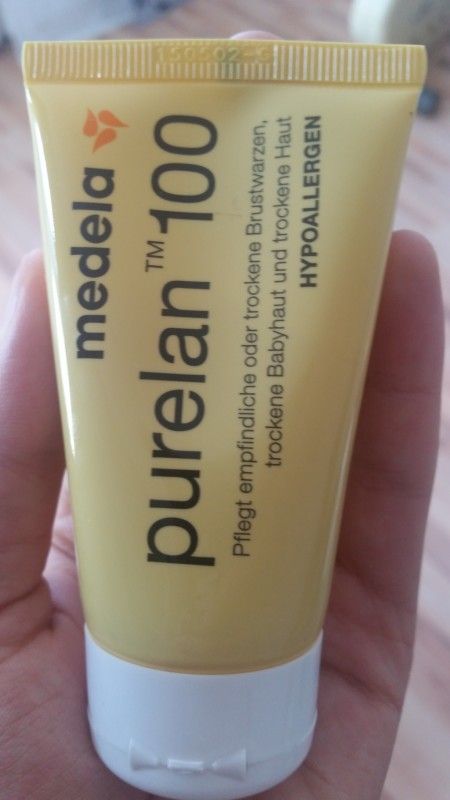 medela
purelan™100
Pflegt empfindliche oder trockene Brustwarzen,
trockene Babyhaut und trockene Haut
HYPOALLERGEN